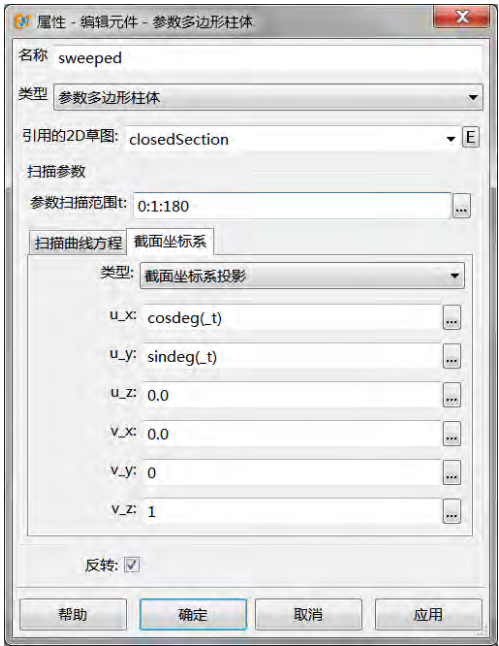 属性 - 编辑元件 - 参数多边形柱体
名称 sweeped
类型 参数多边形柱体
引用的2D草图: closedSection E
扫描参数
参数扫描范围t: 0:1:180 ...
扫描曲线方程 截面坐标系
类型: 截面坐标系投影
u_x: cosdeg(_t) ...
u_y: sindeg(_t) ...
u_z: 0.0 ...
v_x: 0.0 ...
v_y: 0 ...
v_z: 1 ...
反转:
帮助 确定 取消 应用